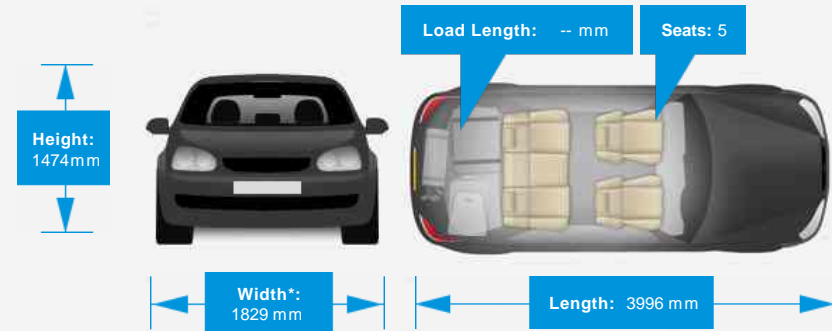 Load Length: -- mm
Seats: 5
Height:
1474mm
Width*:
1829 mm
Length: 3996 mm